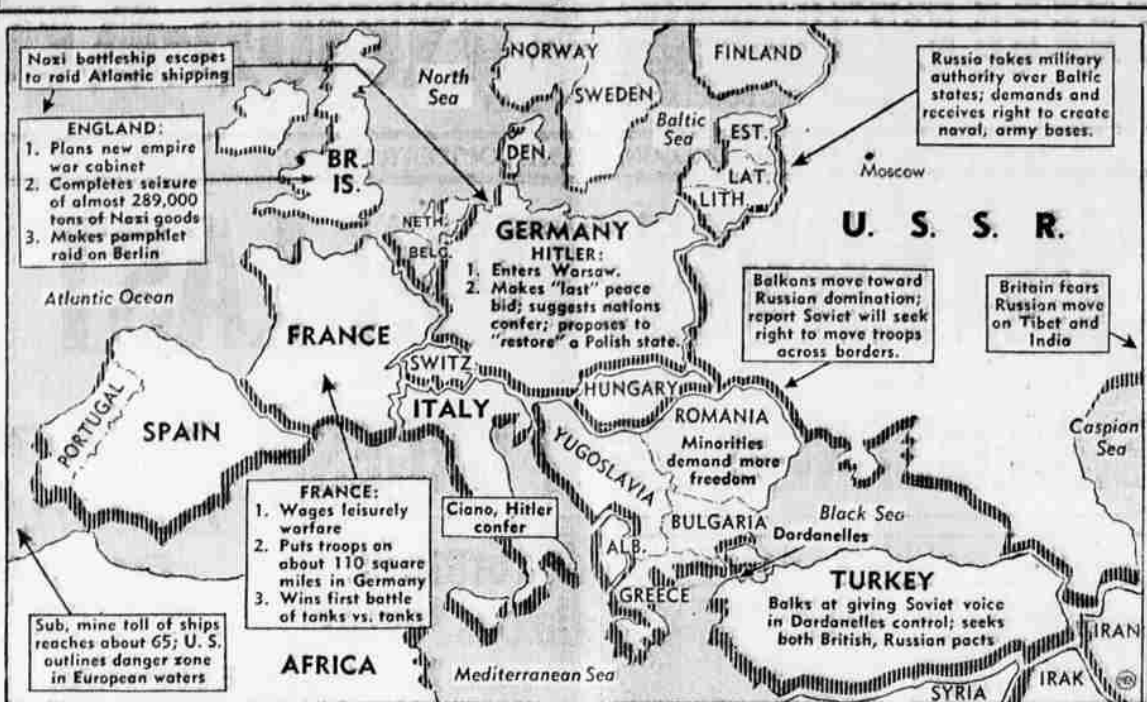 Nazi battleship escapes
to raid Atlantic shipping
North
Sea
NORWAY
SWEDEN
FINLAND
Baltic
Sea
Russia takes military
authority over Baltic
states; demands and
receives right to create
naval, army bases.
ENGLAND:
1. Plans new empire
war cabinet
2. Completes seizure
of almost 289,000
tons of Nazi goods
3. Makes pamphlet
raid on Berlin
BR.
IS.
DEN.
EST.
LAT.
LITH.
Moscow
U. S. S. R.
NETH.
BELG.
GERMANY
HITLER:
1. Enters Warsaw.
2. Makes "last" peace
bid; suggests nations
confer; proposes to
"restore" a Polish state.
Balkans move toward
Russian domination;
report Soviet will seek
right to move troops
across borders.
Britain fears
Russian move
on Tibet and
India
Atlantic Ocean
FRANCE
SWITZ
HUNGARY
ITALY
ROMANIA
Minorities
demand more
freedom
PORTUGAL
SPAIN
YUGOSLAVIA
Caspian
Sea
FRANCE:
1. Wages leisurely
warfare
2. Puts troops on
about 110 square
miles in Germany
3. Wins first battle
of tanks vs. tanks
Ciano, Hitler
confer
BULGARIA
Black Sea
Dardanelles
ALB.
GREECE
TURKEY
Balks at giving Soviet voice
in Dardanelles control; seeks
both British, Russian pacts
Sub, mine toll of ships
reaches about 65; U. S.
outlines danger zone
in European waters
AFRICA
Mediterranean Sea
SYRIA
IRAK
IRAN